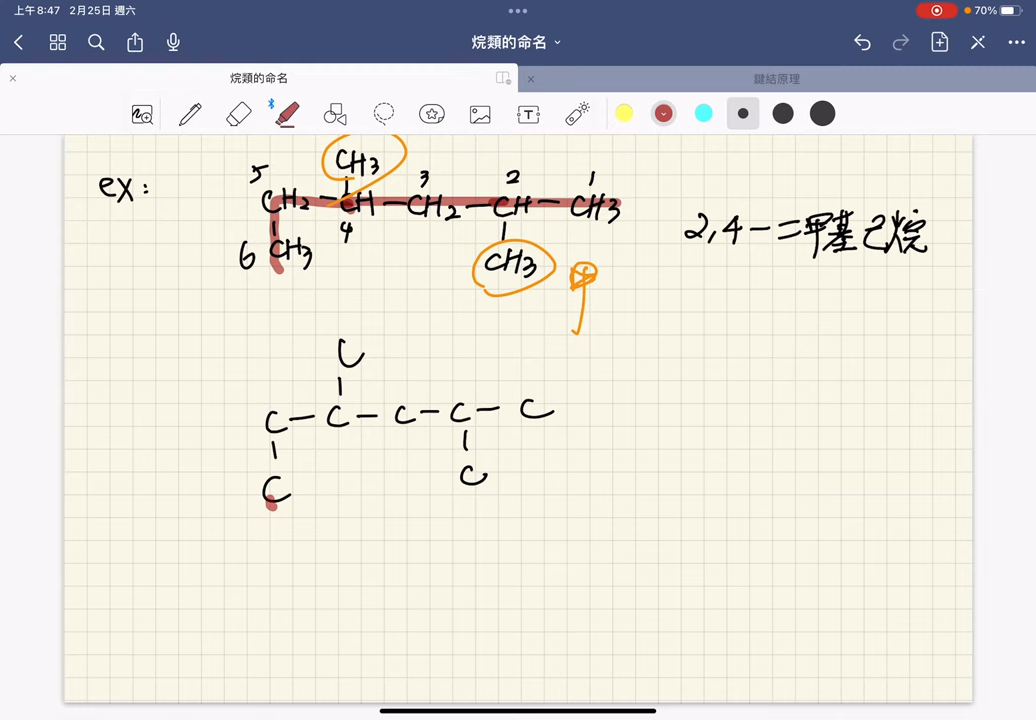 上午8:47 2月25日 週六
70%
烷類的命名
烷類的命名
鍵結原理
T
ex:
CH3
5 3 2 1
CH2 — CH — CH2 — CH — CH3
4
6 CH3
CH3
2,4-二甲基己烷
C
C — C — C — C — C
C
C